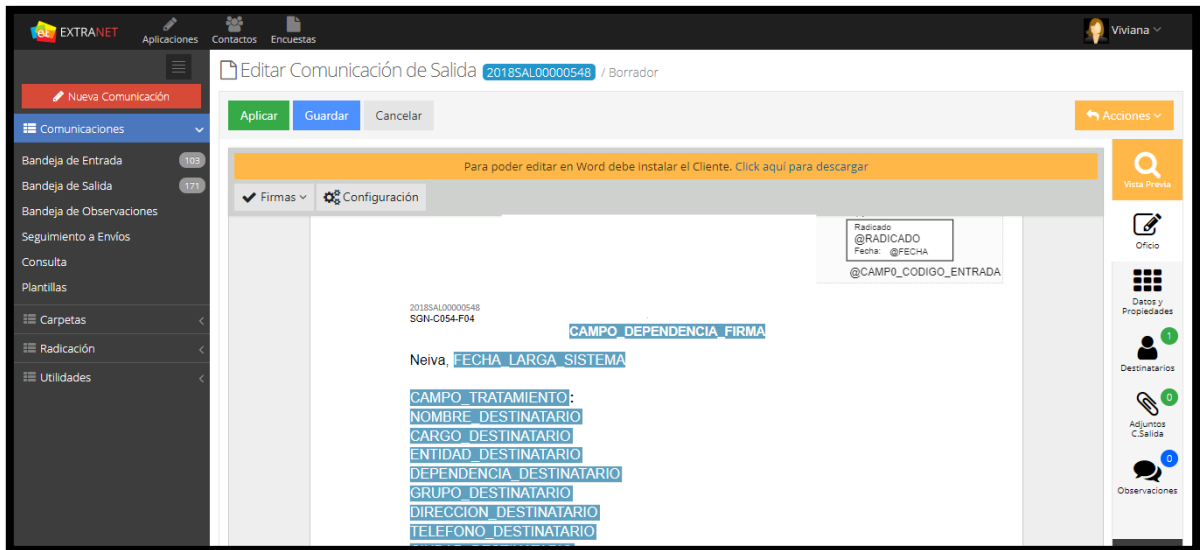 EXTRANET
Aplicaciones
Contactos
Encuestas
Viviana
Nueva Comunicación
Comunicaciones
Bandeja de Entrada 103
Bandeja de Salida 171
Bandeja de Observaciones
Seguimiento a Envíos
Consulta
Plantillas
Carpetas
Radicación
Utilidades
Editar Comunicación de Salida 2018SAL00000548 / Borrador
Aplicar Guardar Cancelar
Acciones
Para poder editar en Word debe instalar el Cliente. Click aquí para descargar
Firmas Configuración
Radicado
@RADICADO
Fecha: @FECHA
@CAMP0_CODIGO_ENTRADA
2018SAL00000548
SGN-C054-F04
CAMPO_DEPENDENCIA_FIRMA
Neiva, FECHA_LARGA_SISTEMA
CAMPO_TRATAMIENTO:
NOMBRE_DESTINATARIO
CARGO_DESTINATARIO
ENTIDAD_DESTINATARIO
DEPENDENCIA_DESTINATARIO
GRUPO_DESTINATARIO
DIRECCION_DESTINATARIO
TELEFONO_DESTINATARIO
Vista Previa
Oficio
Datos y
Propiedades
1
Destinatarios
0
Adjuntos
C.Salida
0
Observaciones